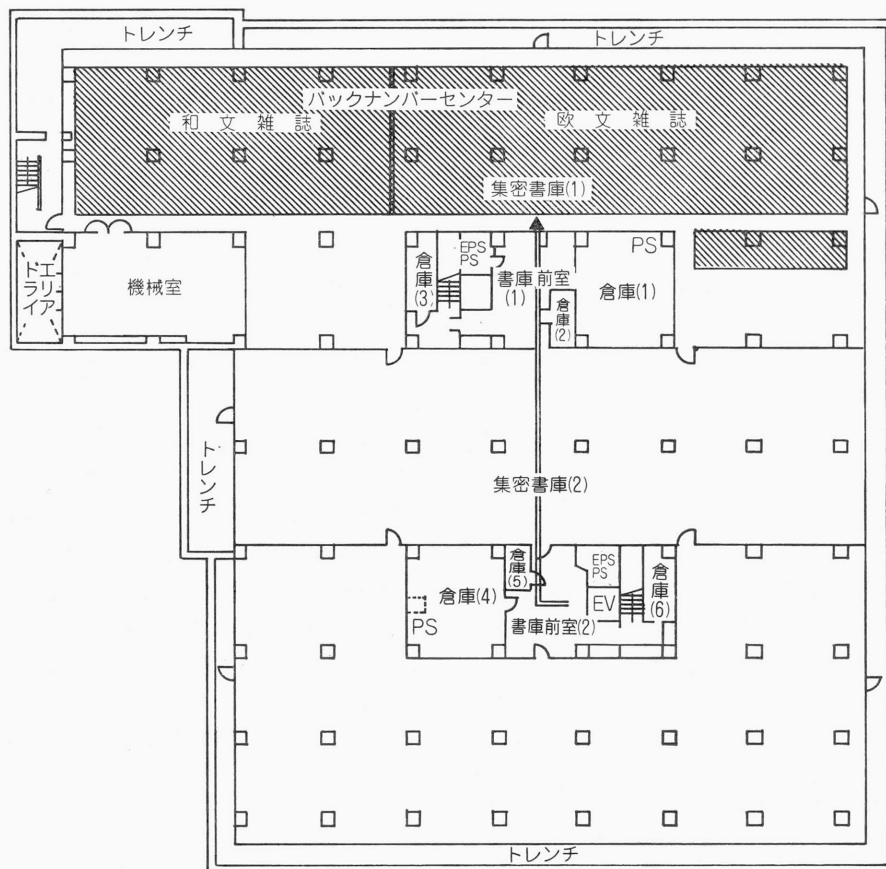 トレンチ
トレンチ
バックナンバーセンター
和文雑誌
欧文雑誌
集密書庫(1)
エリア
ドライ
機械室
倉庫
(3)
EPS
PS
書庫前室
(1)
倉庫
(2)
倉庫(1)
PS
トレンチ
集密書庫(2)
倉庫(4)
PS
倉庫
(5)
書庫前室(2)
EPS
PS
EV
倉庫
(6)
トレンチ